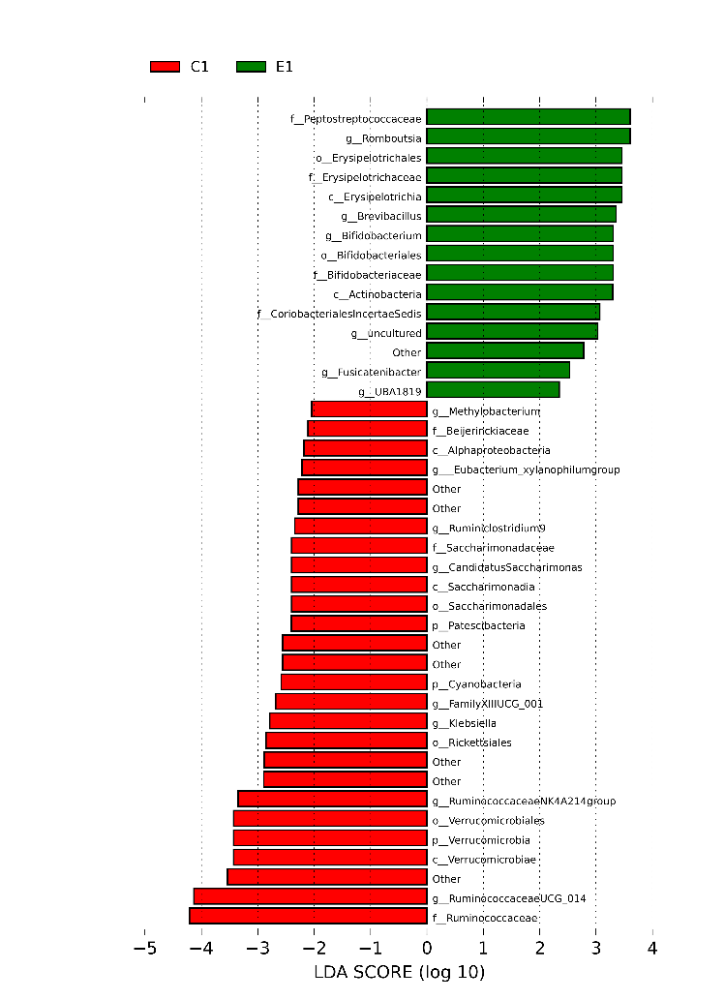 C1 E1
f__Peptostreptococcaceae
g__Romboutsia
o__Erysipelotrichales
f__Erysipelotrichaceae
c__Erysipelotrichia
g__Brevibacillus
g__Bifidobacterium
o__Bifidobacteriales
f__Bifidobacteriaceae
c__Actinobacteria
f__CoriobacterialesIncertaeSedis
g__uncultured
Other
g__Fusicatenibacter
g__UBA1819
g__Methylobacterium
f__Beijerinckiaceae
c__Alphaproteobacteria
g___Eubacterium_xylanophilumgroup
Other
Other
g__Ruminiclostridium9
f__Saccharimonadaceae
g__CandidatusSaccharimonas
c__Saccharimonadia
o__Saccharimonadales
p__Patescibacteria
Other
Other
p__Cyanobacteria
g__FamilyXIIIUCG_001
g__Klebsiella
o__Rickettsiales
Other
Other
g__RuminococcaceaeNK4A214group
o__Verrucomicrobiales
p__Verrucomicrobia
c__Verrucomicrobiae
Other
g__RuminococcaceaeUCG_014
f__Ruminococcaceae
−5 −4 −3 −2 −1 0 1 2 3 4
LDA SCORE (log 10)